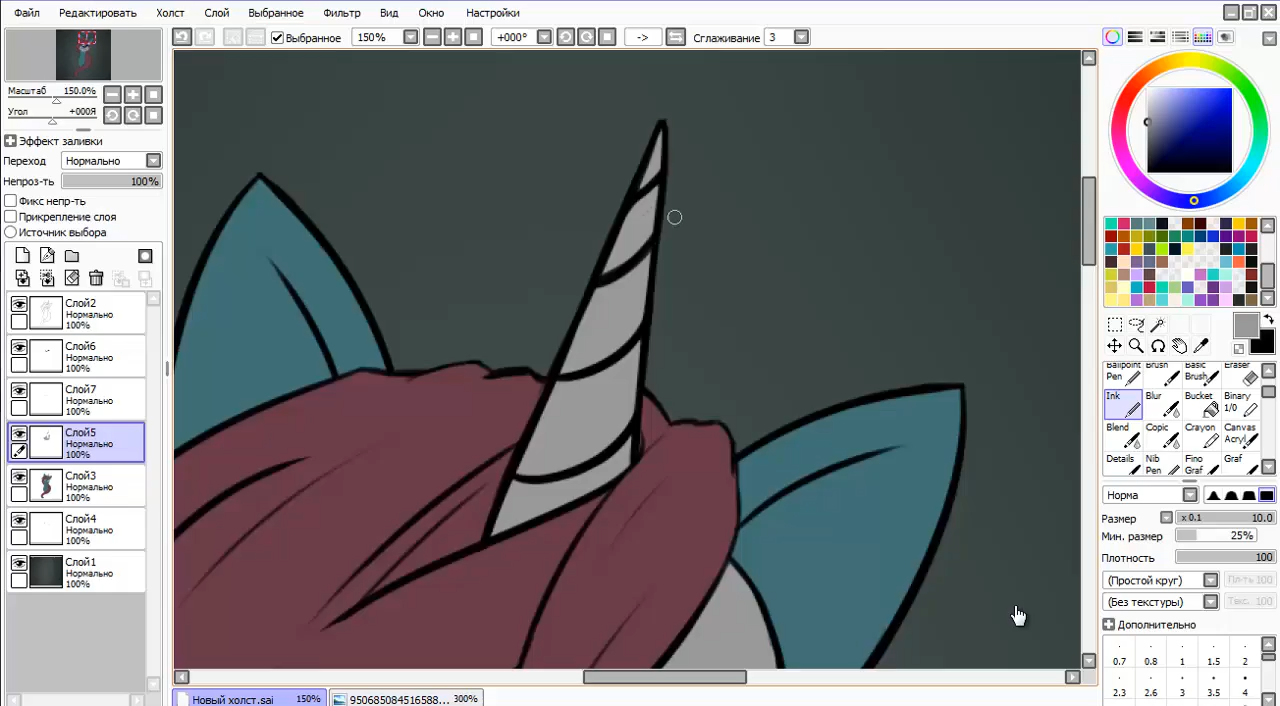 Файл Редактировать Холст Слой Выбранное Фильтр Вид Окно Настройки
Выбранное 150% +000° -> Сглаживание 3
Масштаб 150.0%
Угол +000Я
Эффект заливки
Переход Нормально
Непроз-ть 100%
Фикс непр-ть
Прикрепление слоя
Источник выбора
Слой2
Нормально
100%
Слой6
Нормально
100%
Слой7
Нормально
100%
Слой5
Нормально
100%
Слой3
Нормально
100%
Слой4
Нормально
100%
Слой1
Нормально
100%
Ballpoint Pen Brush Basic Brush Eraser
Ink Blur Bucket Binary 1/0
Blend Copic Crayon Canvas Acryl
Details Nib Pen Fino Graf Graf
Норма
Размер x 0.1 10.0
Мин. размер 25%
Плотность 100
(Простой круг) Пл-ть 100
(Без текстуры) Текс. 100
Дополнительно
0.7 0.8 1 1.5 2
2.3 2.6 3 3.5 4
Новый холст.sai 150% 950685084516588... 300%